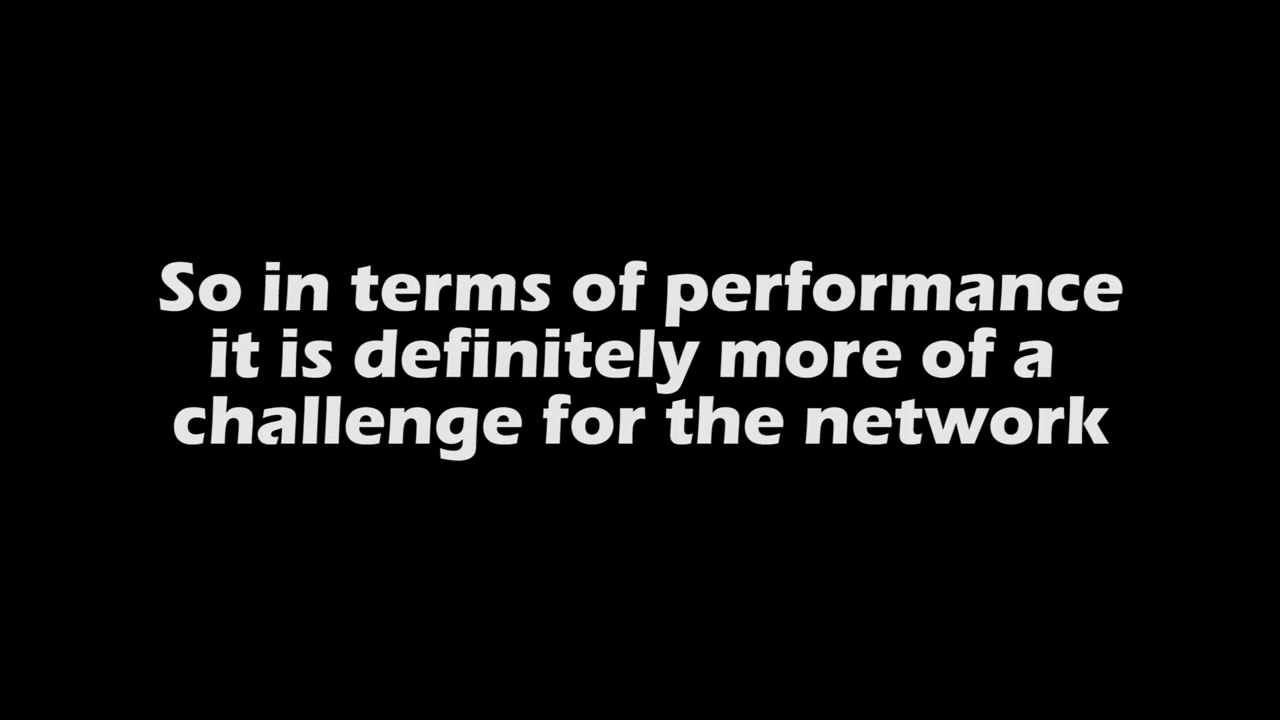 So in terms of performance
it is definitely more of a
challenge for the network